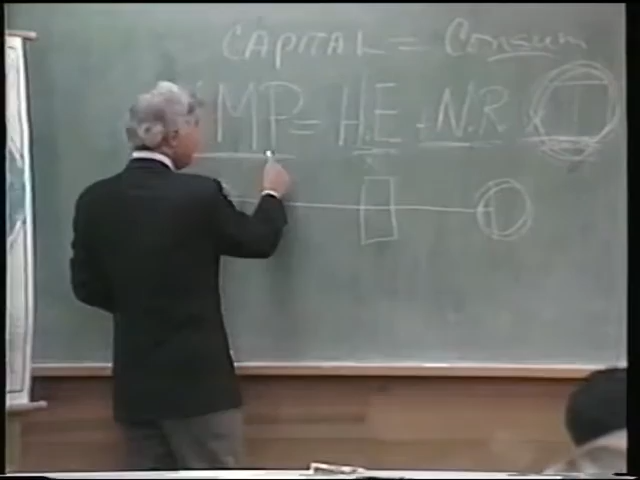 CAPITAL = Consum
MP = H.E + N.R T